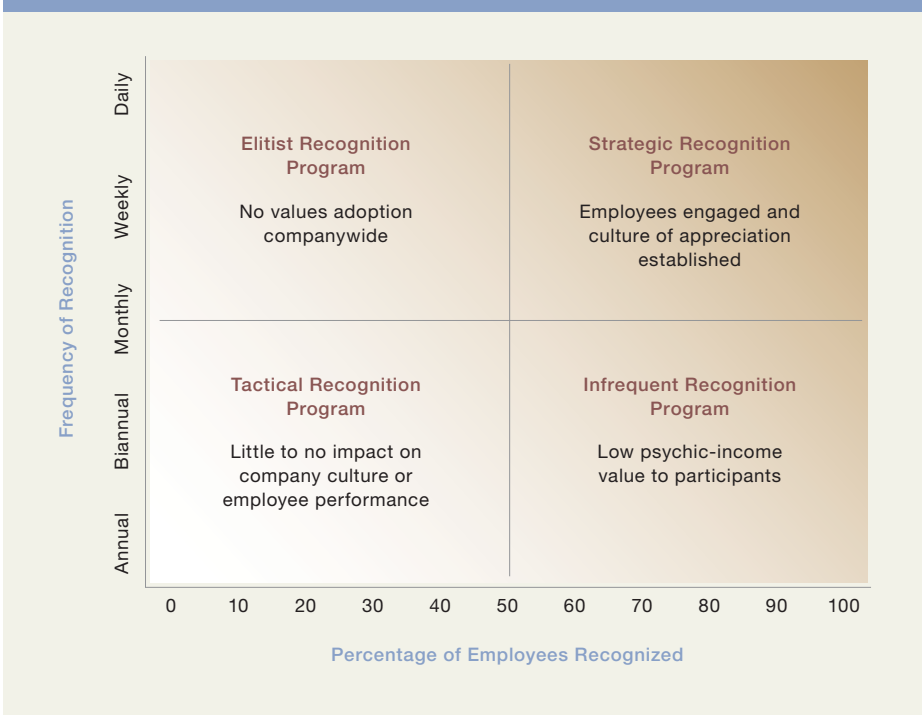 Frequency of Recognition
Daily
Weekly
Monthly
Biannual
Annual
Elitist Recognition
Program
No values adoption
companywide
Strategic Recognition
Program
Employees engaged and
culture of appreciation
established
Tactical Recognition
Program
Little to no impact on
company culture or
employee performance
Infrequent Recognition
Program
Low psychic-income
value to participants
0 10 20 30 40 50 60 70 80 90 100
Percentage of Employees Recognized